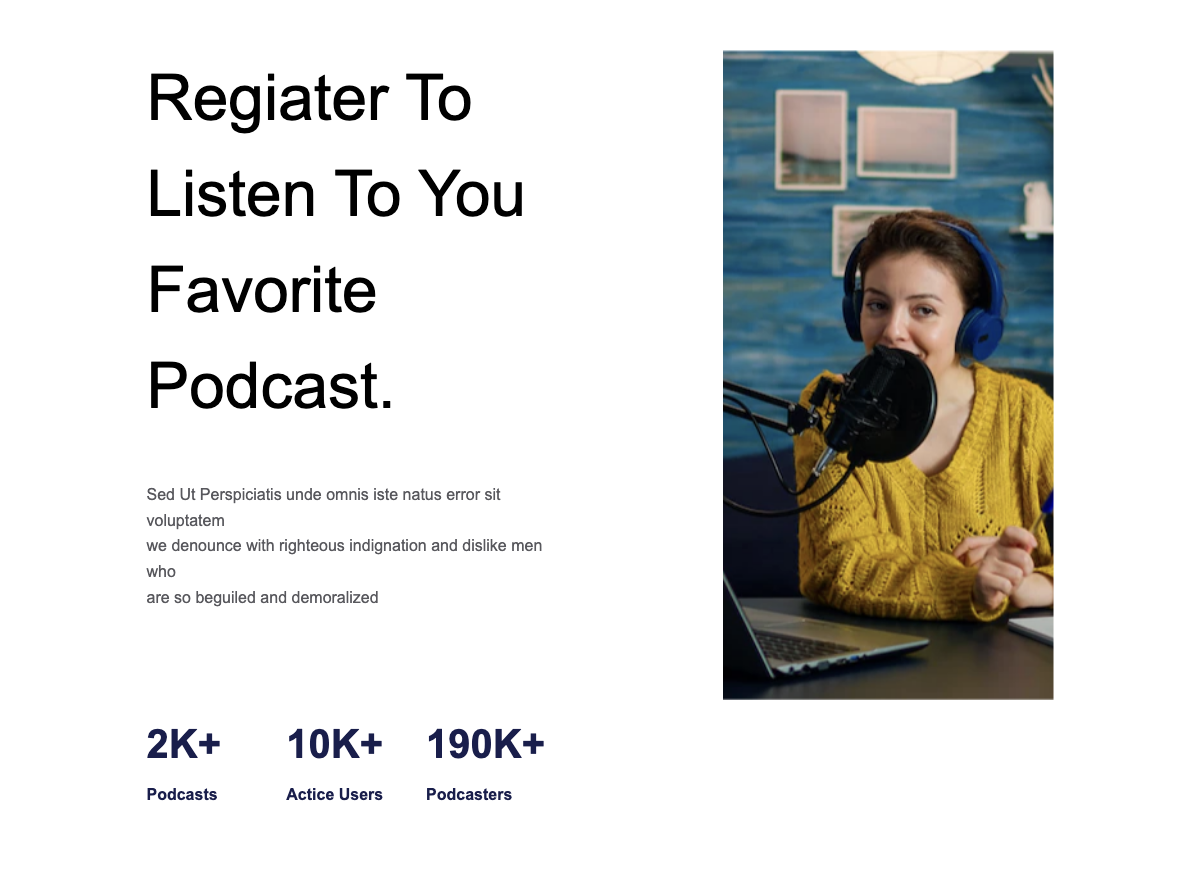 Regiater To
Listen To You
Favorite
Podcast.
Sed Ut Perspiciatis unde omnis iste natus error sit
voluptatem
we denounce with righteous indignation and dislike men
who
are so beguiled and demoralized
2K+ 10K+ 190K+
Podcasts Actice Users Podcasters